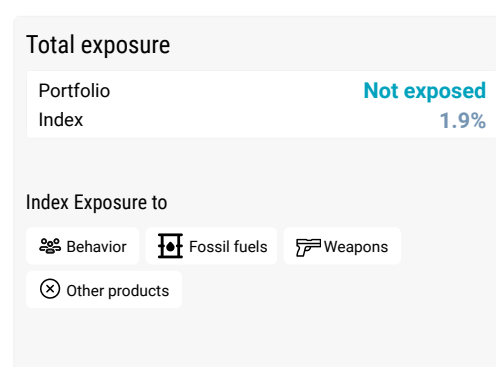 Total exposure
Portfolio Not exposed
Index 1.9%
Index Exposure to
Behavior Fossil fuels Weapons
Other products